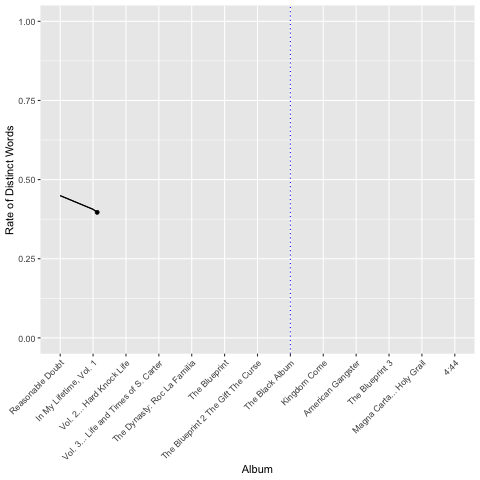 1.00
0.75
0.50
0.25
0.00
Rate of Distinct Words
Reasonable Doubt
In My Lifetime, Vol. 1
Vol. 2... Hard Knock Life
Vol. 3... Life and Times of S. Carter
The Dynasty: Roc La Familia
The Blueprint
The Blueprint 2 The Gift The Curse
The Black Album
Kingdom Come
American Gangster
The Blueprint 3
Magna Carta... Holy Grail
4:44
Album